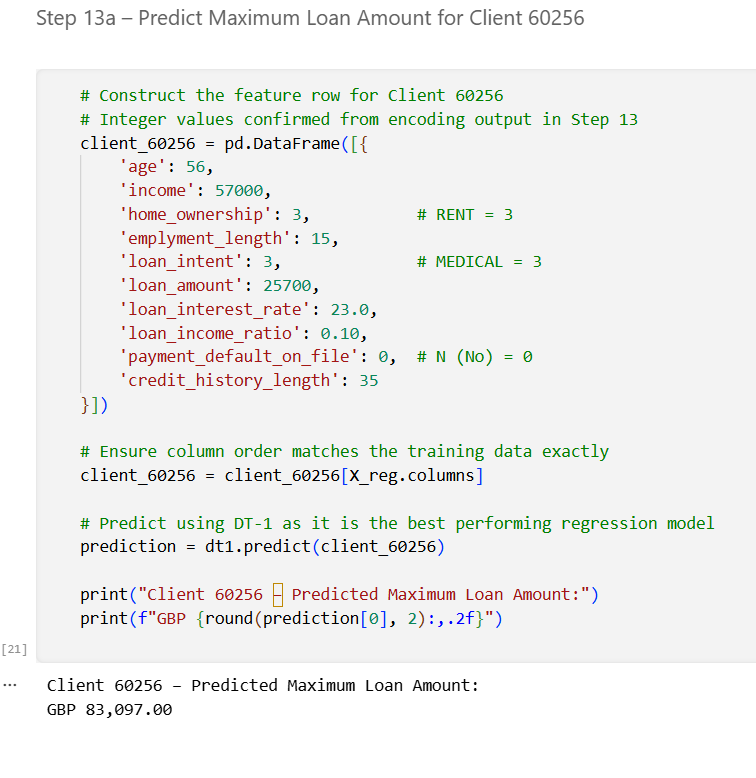 Step 13a – Predict Maximum Loan Amount for Client 60256
# Construct the feature row for Client 60256
# Integer values confirmed from encoding output in Step 13
client_60256 = pd.DataFrame([{
    'age': 56,
    'income': 57000,
    'home_ownership': 3,           # RENT = 3
    'emplyment_length': 15,
    'loan_intent': 3,              # MEDICAL = 3
    'loan_amount': 25700,
    'loan_interest_rate': 23.0,
    'loan_income_ratio': 0.10,
    'payment_default_on_file': 0,  # N (No) = 0
    'credit_history_length': 35
}])
# Ensure column order matches the training data exactly
client_60256 = client_60256[X_reg.columns]
# Predict using DT-1 as it is the best performing regression model
prediction = dt1.predict(client_60256)
print("Client 60256 – Predicted Maximum Loan Amount:")
print(f"GBP {round(prediction[0], 2):,.2f}")
[21]
... Client 60256 – Predicted Maximum Loan Amount:
GBP 83,097.00